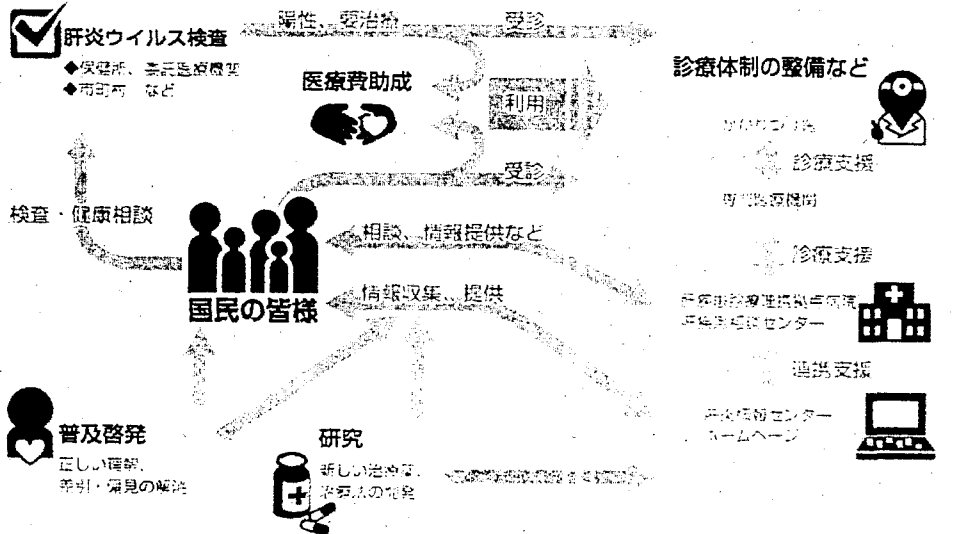 陽性、要治療
受診
肝炎ウイルス検査
◆保健所、委託医療機関
◆市町村 など
医療費助成
利用
診療体制の整備など
かかりつけ医
診療支援
受診
専門医療機関
検査・健康相談
相談、情報提供など
診療支援
国民の皆様
情報収集、提供
肝疾患診療連携拠点病院
肝疾患相談センター
連携支援
肝炎情報センター
ホームページ
普及啓発
正しい理解、
差別・偏見の解消
研究
新しい治療薬、
治療法の開発